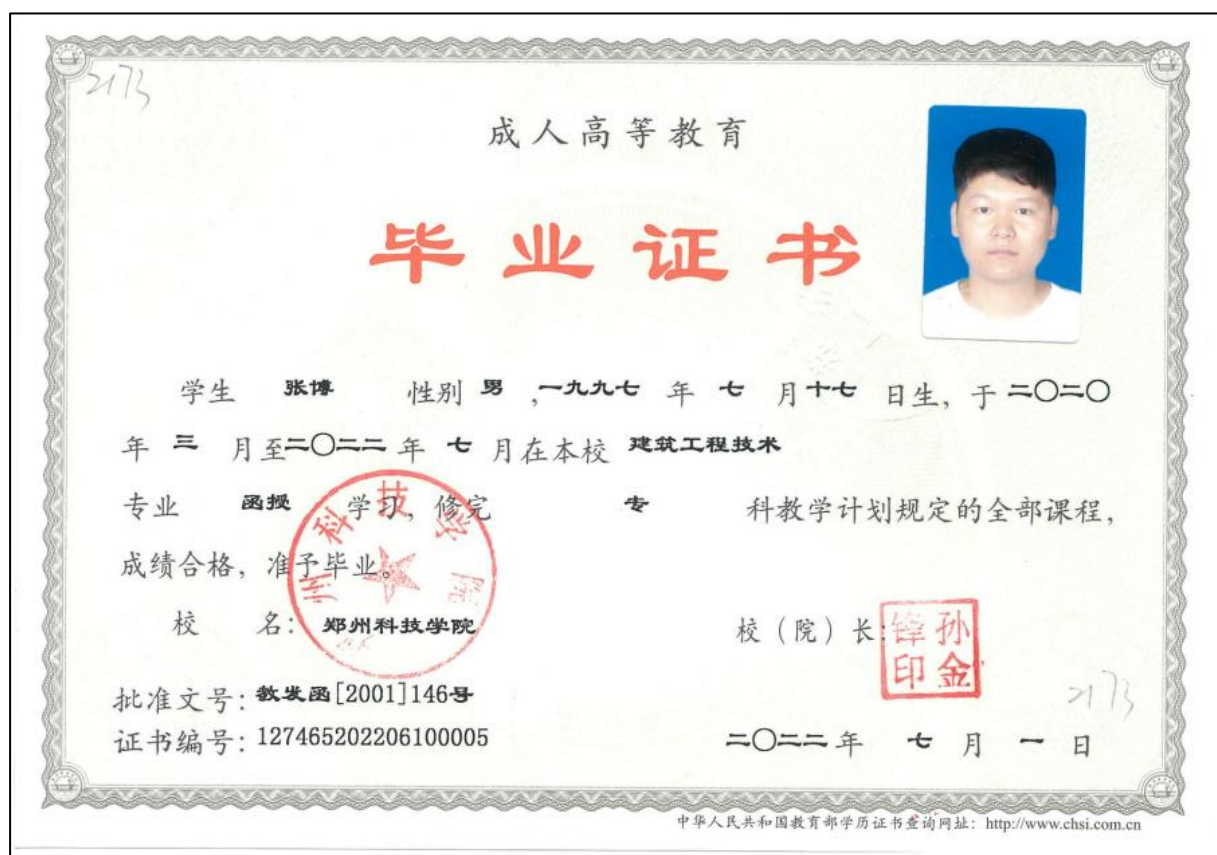 2173
成人高等教育
毕业证书
学生 张博 性别 男 ,一九九七 年 七 月 十七 日生, 于 二〇二〇
年 三 月至 二〇二二 年 七 月在本校 建筑工程技术
专业 函授 学习, 修完 专 科教学计划规定的全部课程,
成绩合格, 准予毕业。
州科技学院
校 名: 郑州科技学院
校 (院) 长:
孙金锋印
批准文号: 教发函[2001]146号
2173
证书编号: 127465202206100005
二〇二二 年 七 月 一 日
中华人民共和国教育部学历证书查询网址: http://www.chsi.com.cn